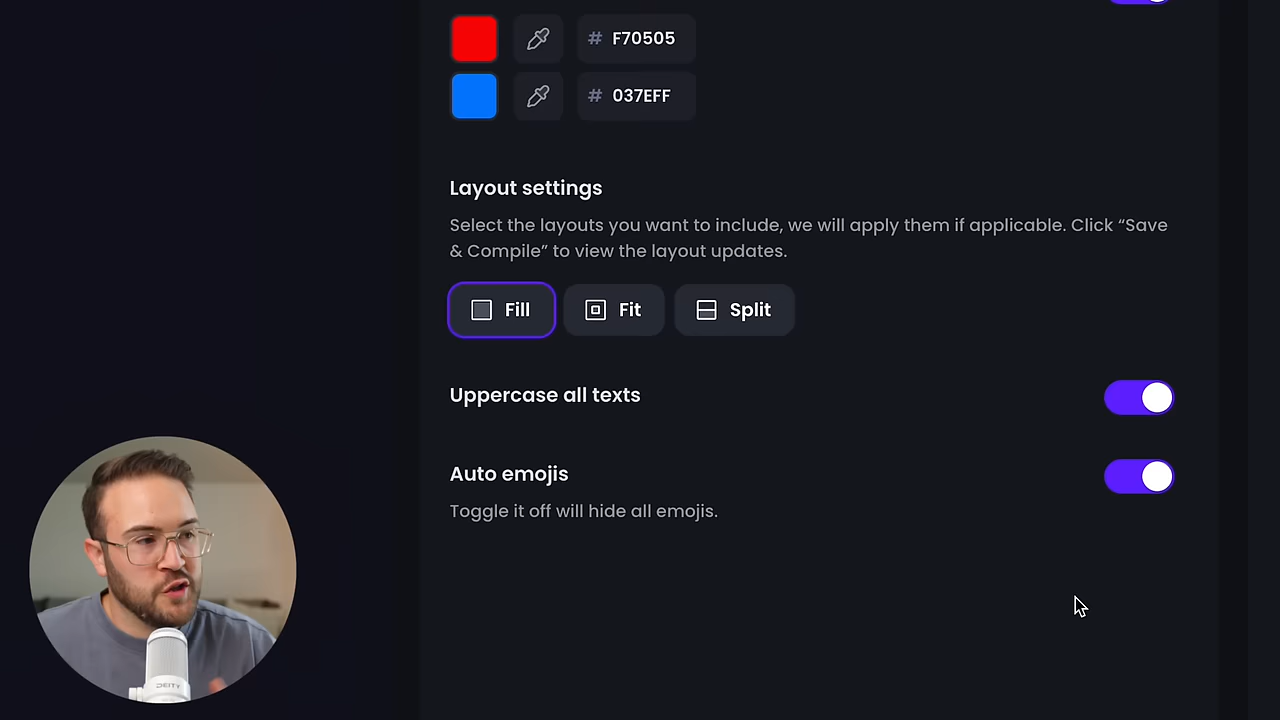 # F70505
# 037EFF
Layout settings
Select the layouts you want to include, we will apply them if applicable. Click “Save
& Compile” to view the layout updates.
Fill
Fit
Split
Uppercase all texts
Auto emojis
Toggle it off will hide all emojis.
DEITY